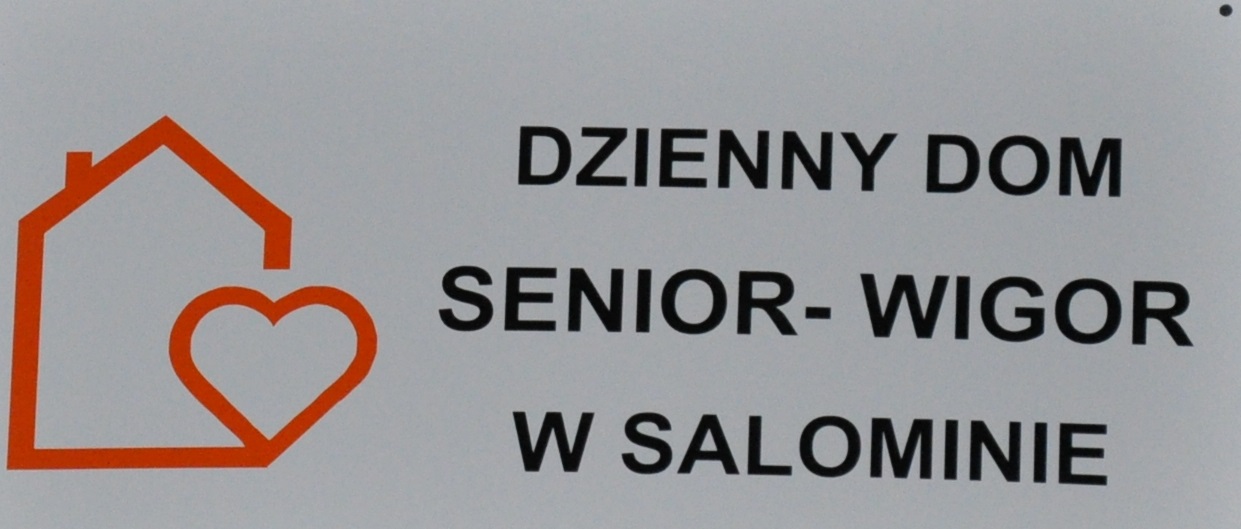 DZIENNY DOM
SENIOR- WIGOR
W SALOMINIE